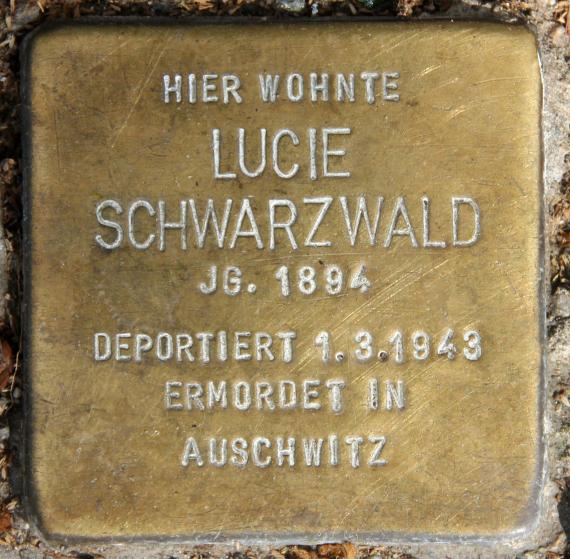 HIER WOHNTE
LUCIE
SCHWARZWALD
JG. 1894
DEPORTIERT 1.3.1943
ERMORDET IN
AUSCHWITZ